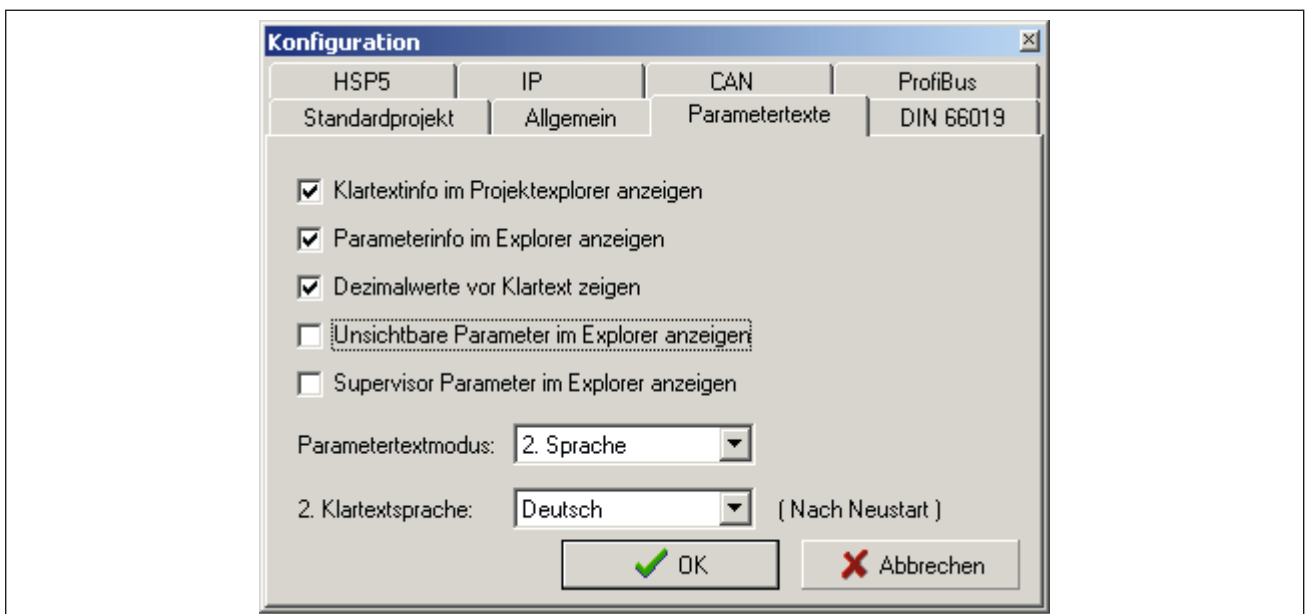 Konfiguration
HSP5 IP CAN ProfiBus
Standardprojekt Allgemein Parametertexte DIN 66019
Klartextinfo im Projektexplorer anzeigen
Parameterinfo im Explorer anzeigen
Dezimalwerte vor Klartext zeigen
Unsichtbare Parameter im Explorer anzeigen
Supervisor Parameter im Explorer anzeigen
Parametertextmodus: 2. Sprache
2. Klartextsprache: Deutsch ( Nach Neustart )
OK Abbrechen